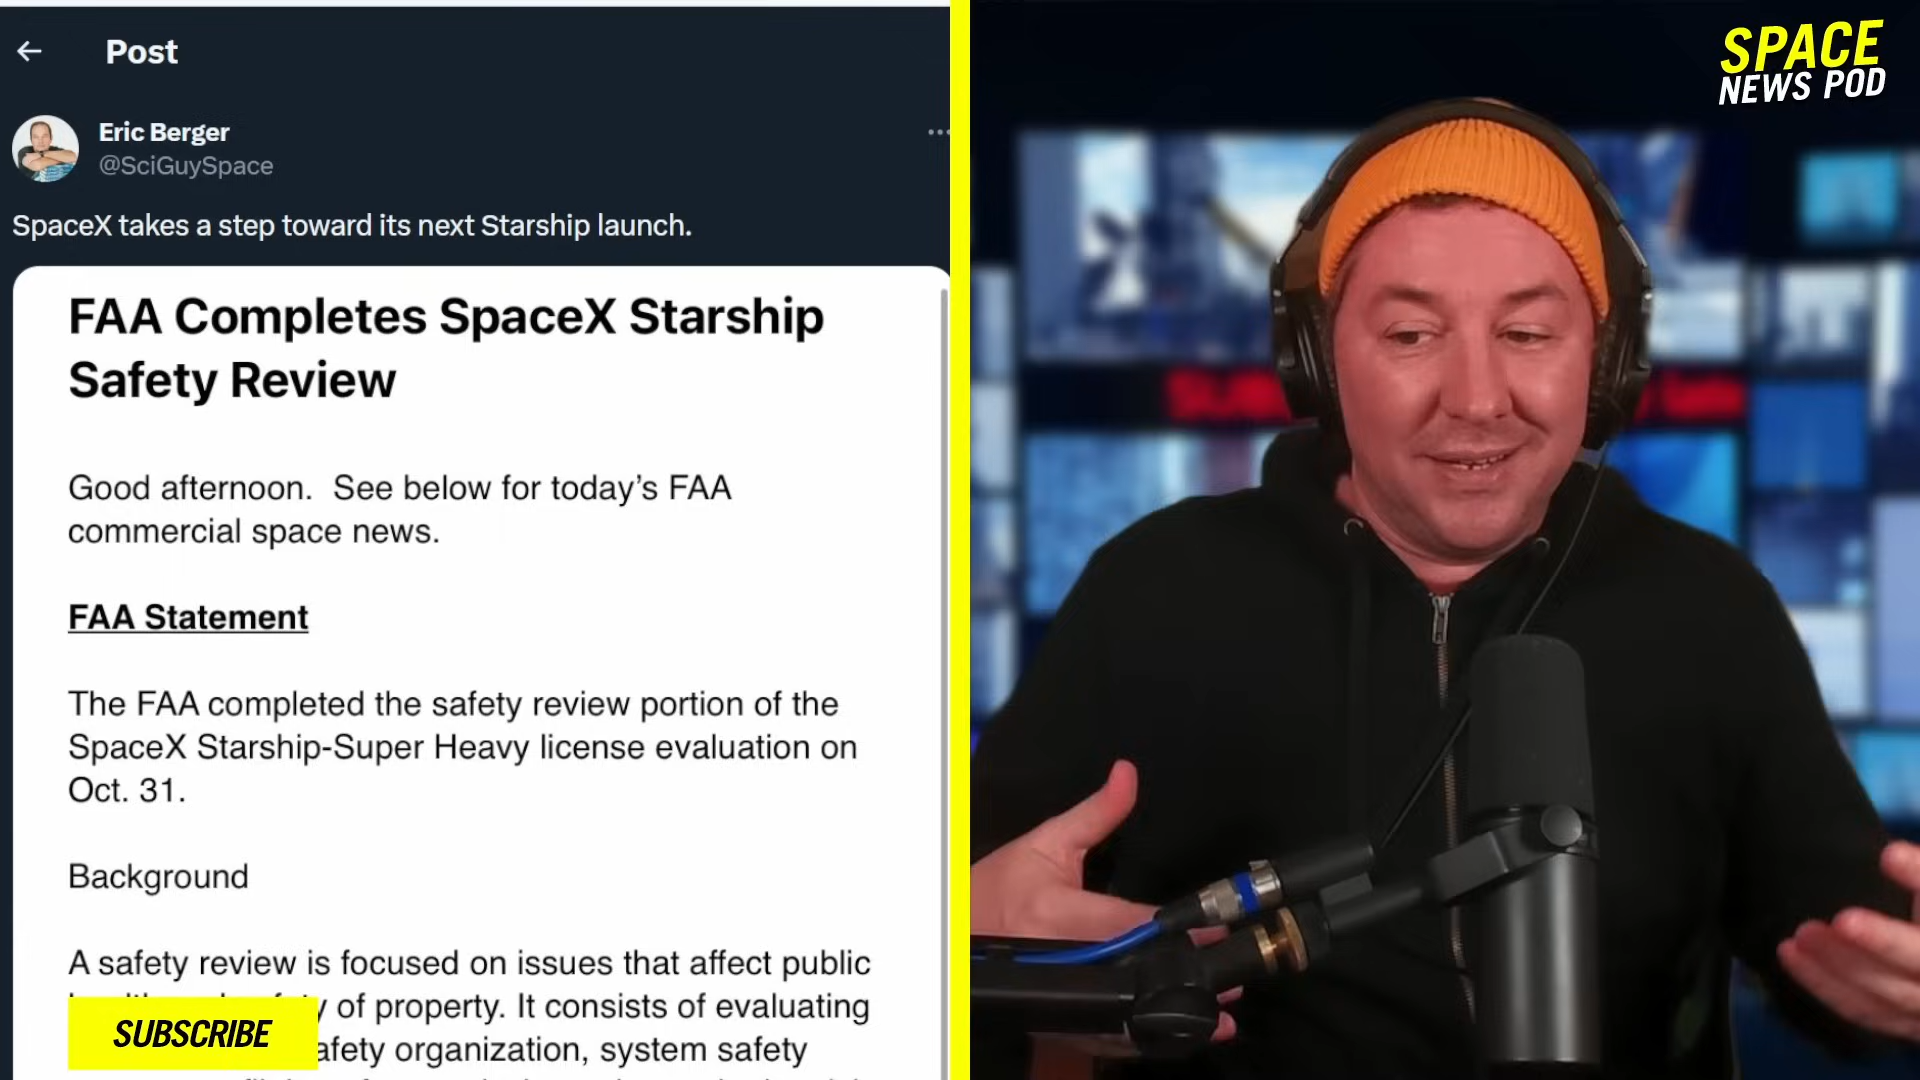 Post
Eric Berger
@SciGuySpace
SpaceX takes a step toward its next Starship launch.
FAA Completes SpaceX Starship
Safety Review
Good afternoon. See below for today’s FAA
commercial space news.
FAA Statement
The FAA completed the safety review portion of the
SpaceX Starship-Super Heavy license evaluation on
Oct. 31.
Background
A safety review is focused on issues that affect public
of property. It consists of evaluating
organization, system safety
SUBSCRIBE
SPACE
NEWS POD